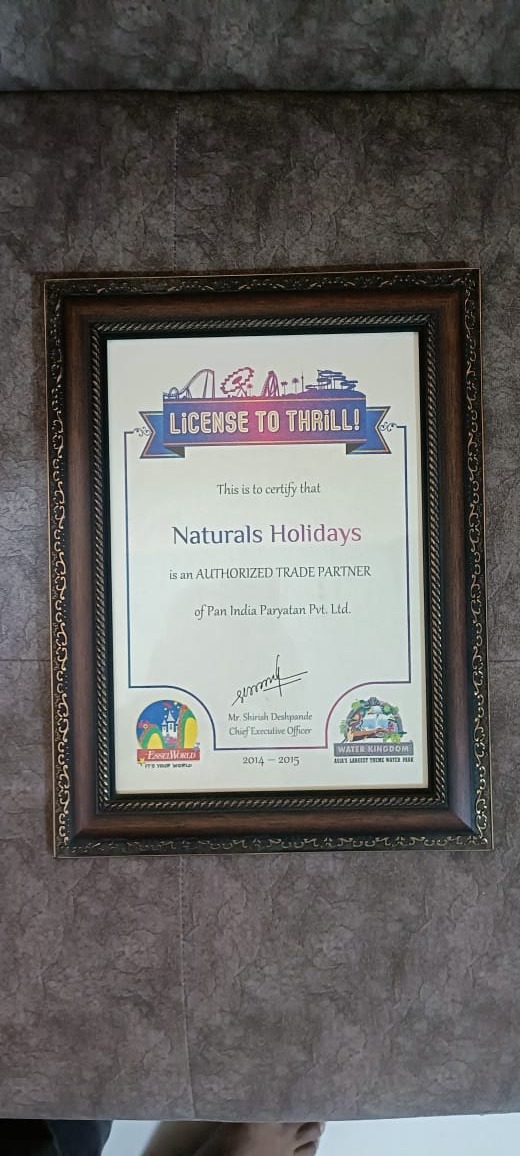 LiCENSE TO THRiLL!
This is to certify that
Naturals Holidays
is an AUTHORIZED TRADE PARTNER
of Pan India Paryatan Pvt. Ltd.
Mr. Shirish Deshpande
Chief Executive Officer
2014 – 2015
ESSELWORLD
IT'S YOUR WORLD
WATER KINGDOM
ASIA'S LARGEST THEME WATER PARK